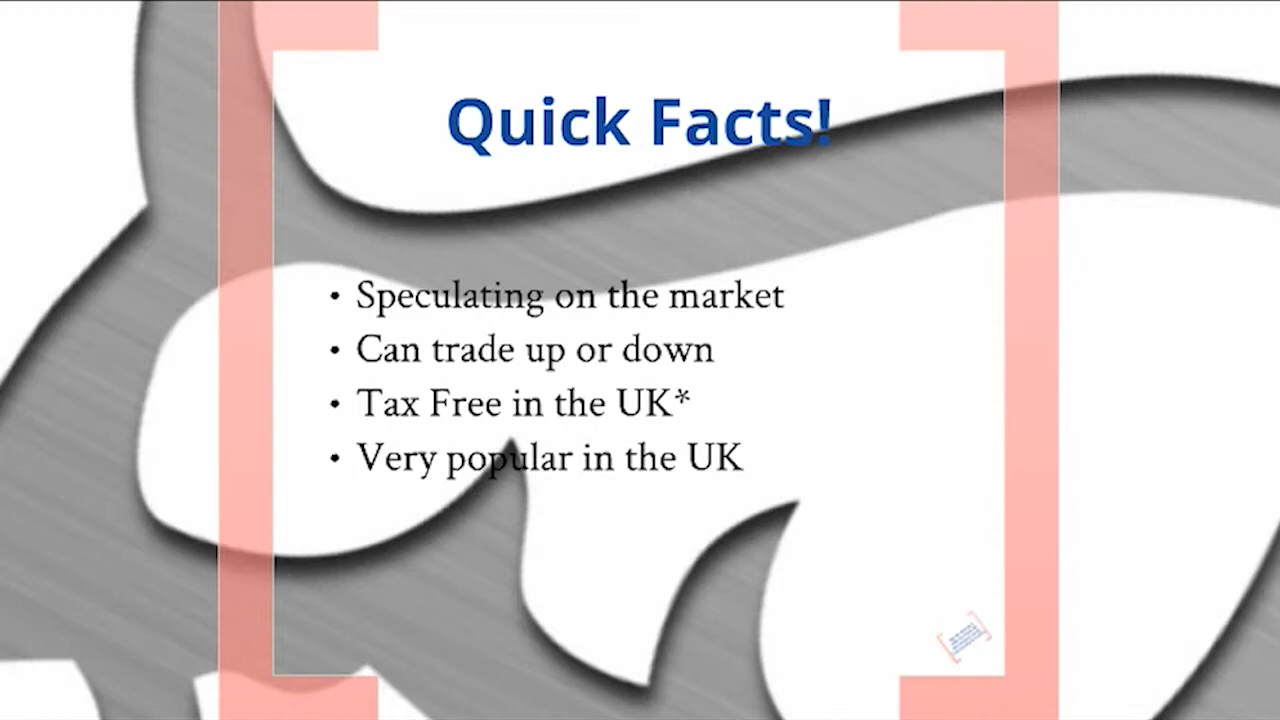 Quick Facts!
• Speculating on the market
• Can trade up or down
• Tax Free in the UK*
• Very popular in the UK